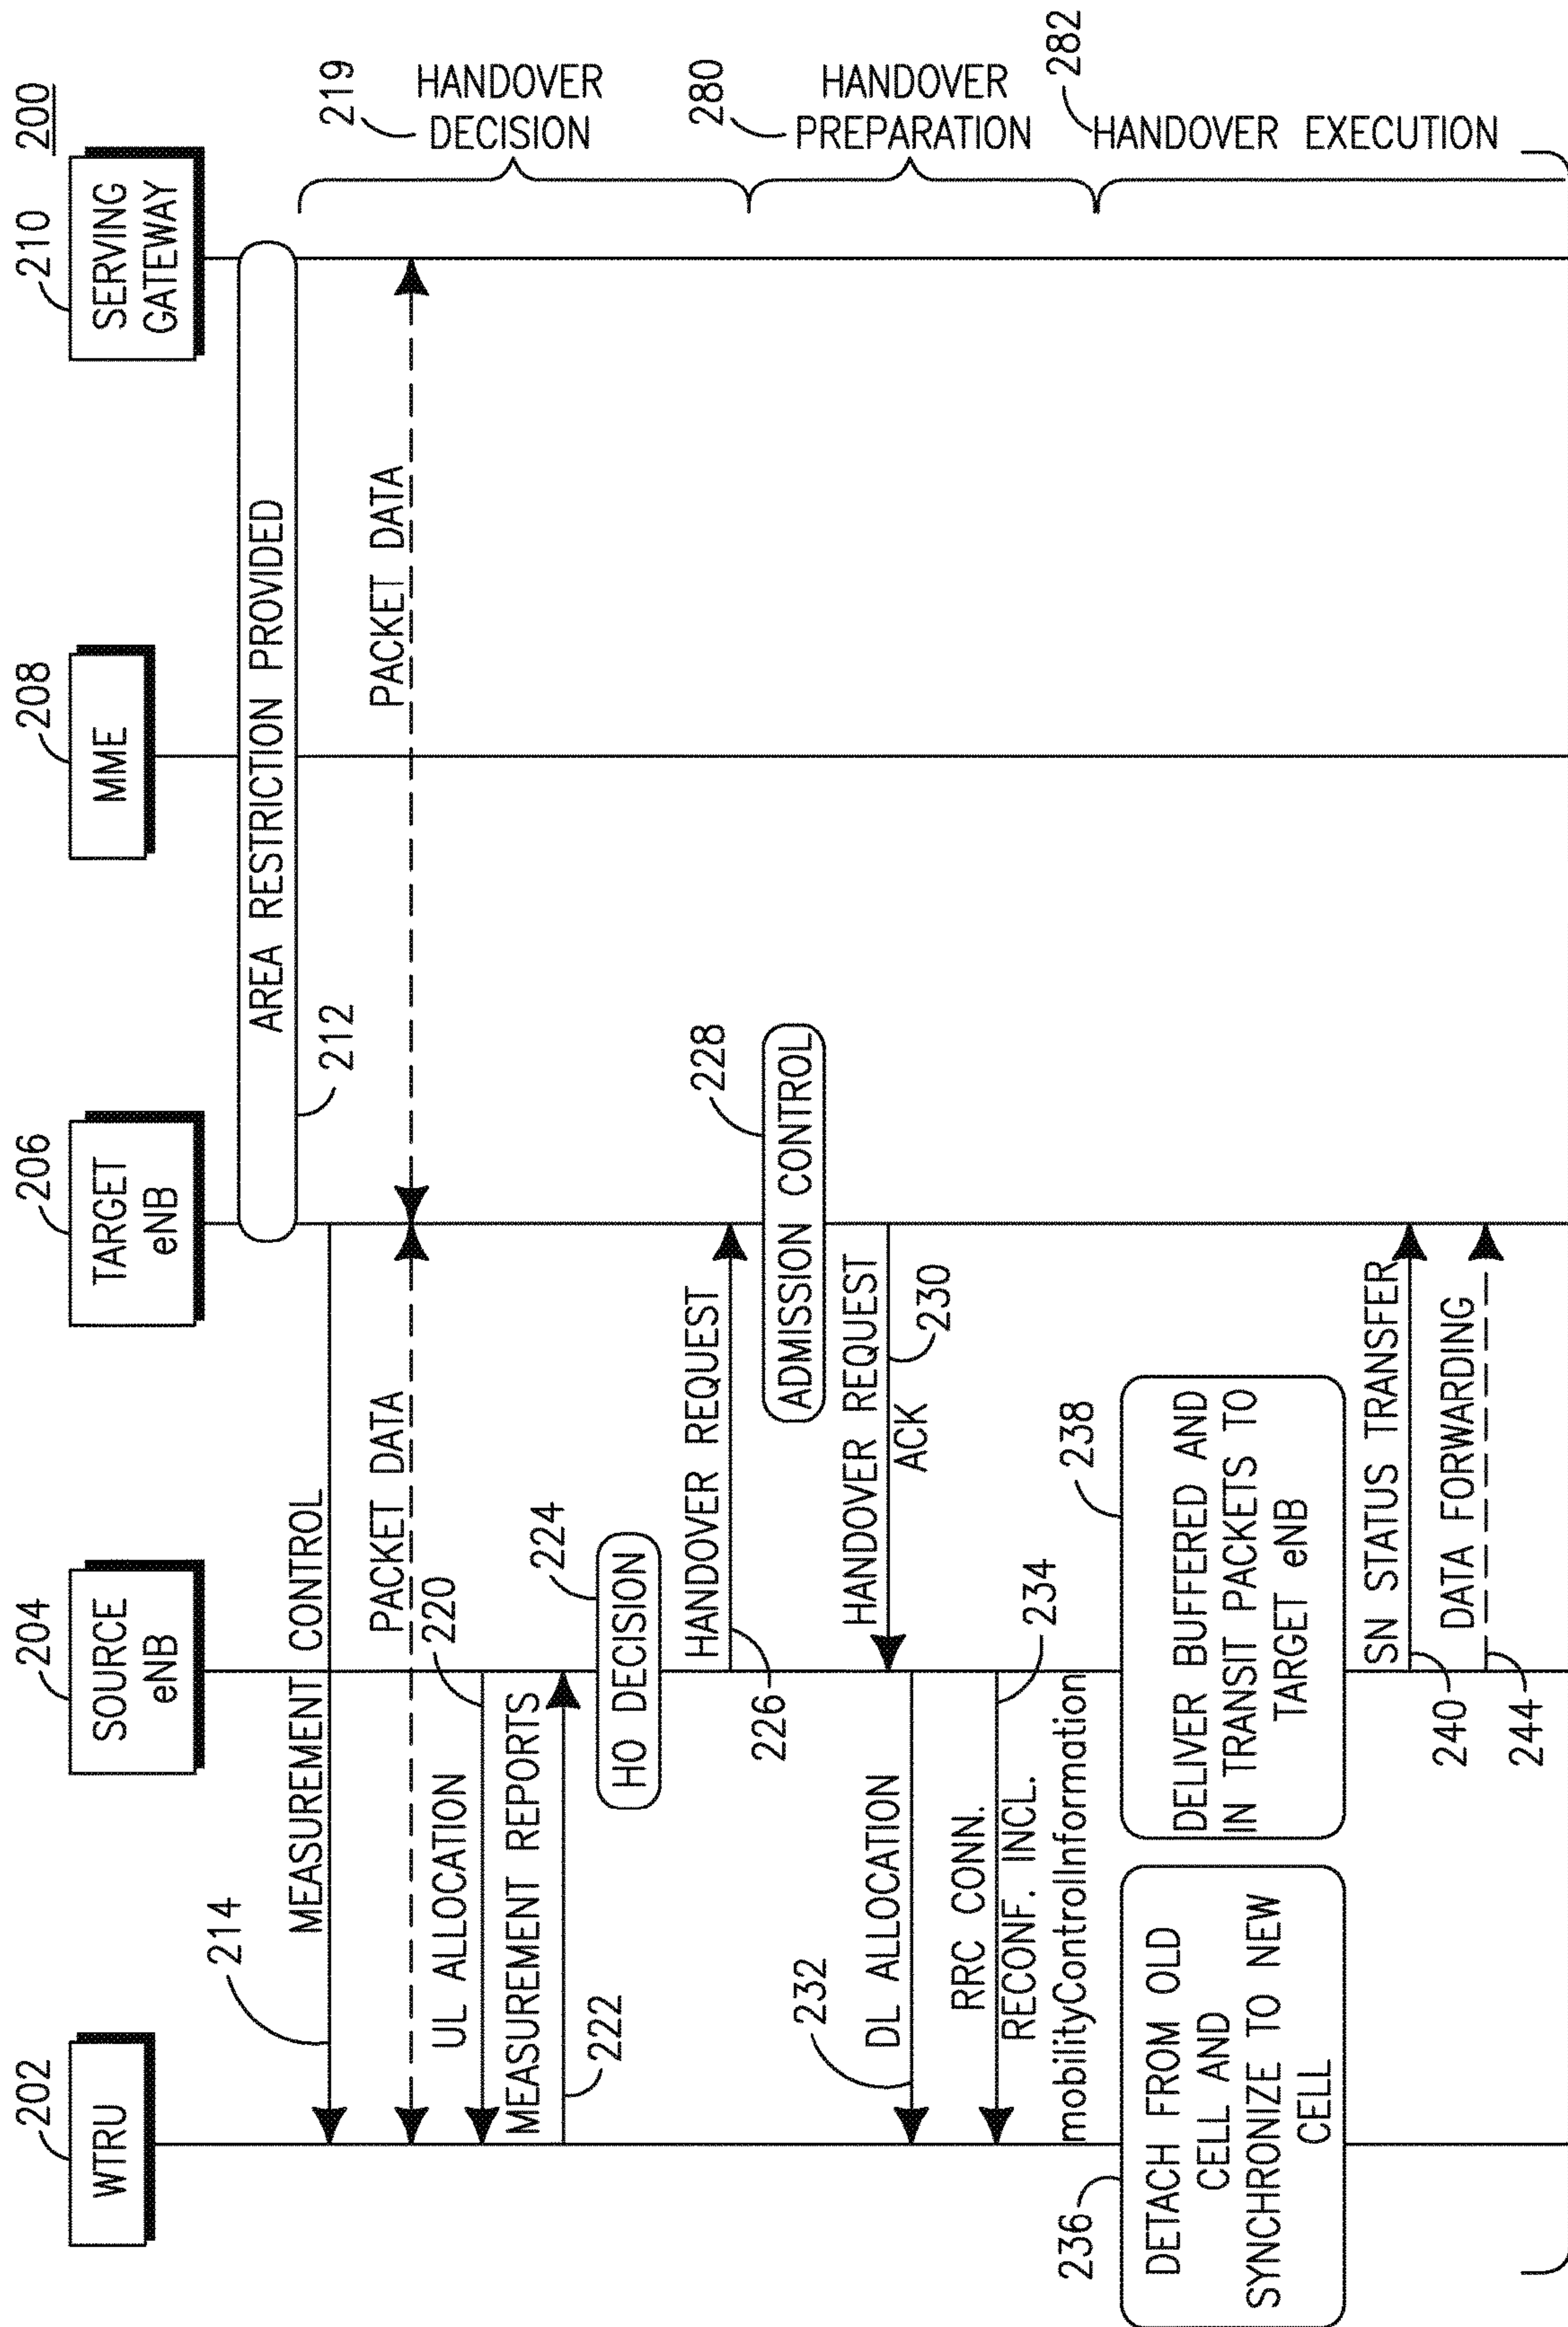 200
202
WTRU
204
SOURCE
eNB
206
TARGET
eNB
208
MME
210
SERVING
GATEWAY
AREA RESTRICTION PROVIDED
212
214
MEASUREMENT CONTROL
PACKET DATA
PACKET DATA
219
HANDOVER
DECISION
UL ALLOCATION
220
MEASUREMENT REPORTS
222
HO DECISION
224
HANDOVER REQUEST
226
ADMISSION CONTROL
228
280
HANDOVER
PREPARATION
HANDOVER REQUEST
ACK
230
232
DL ALLOCATION
RRC CONN.
RECONF. INCL.
mobilityControlInformation
234
282
HANDOVER EXECUTION
236
DETACH FROM OLD
CELL AND
SYNCHRONIZE TO NEW
CELL
238
DELIVER BUFFERED AND
IN TRANSIT PACKETS TO
TARGET eNB
SN STATUS TRANSFER
240
DATA FORWARDING
244